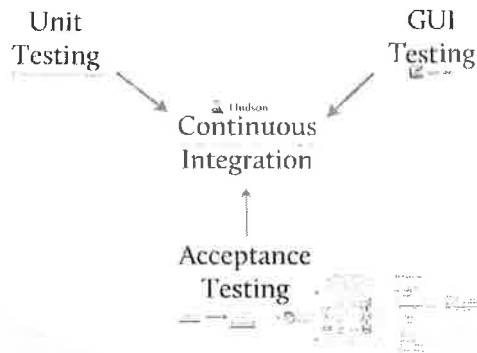 Unit
Testing
GUI
Testing
Hudson
Continuous
Integration
Acceptance
Testing